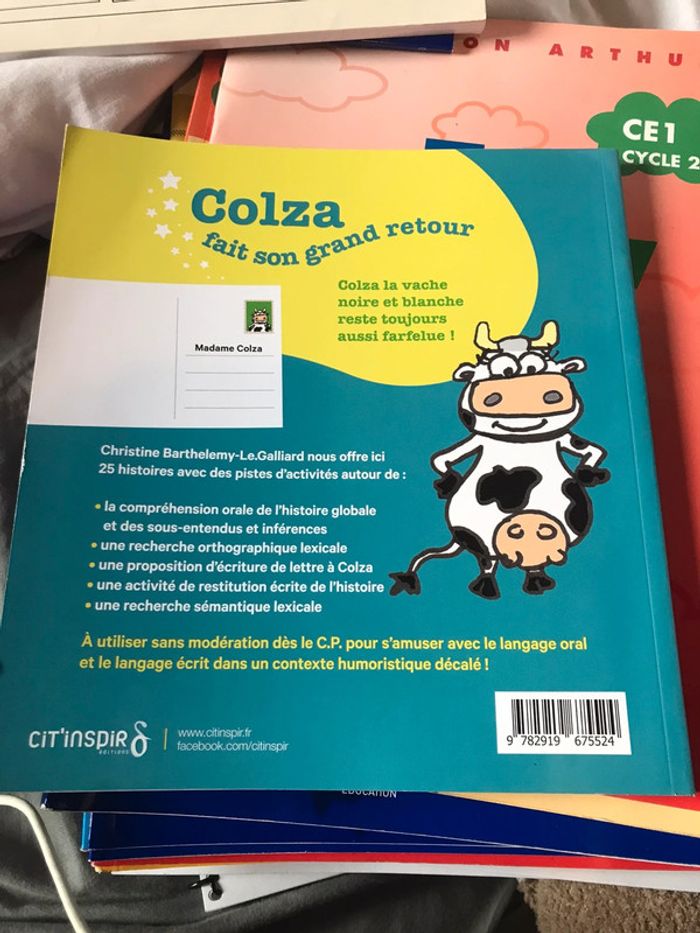 ON ARTHU
CE1
CYCLE 2
Colza
fait son grand retour
Colza la vache
noire et blanche
reste toujours
aussi farfelue !
Madame Colza
Christine Barthelemy-Le.Galliard nous offre ici
25 histoires avec des pistes d'activités autour de :
• la compréhension orale de l'histoire globale
et des sous-entendus et inférences
• une recherche orthographique lexicale
• une proposition d'écriture de lettre à Colza
• une activité de restitution écrite de l'histoire
• une recherche sémantique lexicale
À utiliser sans modération dès le C.P. pour s'amuser avec le langage oral
et le langage écrit dans un contexte humoristique décalé !
CiT'inSPiR
éditions
www.citinspir.fr
facebook.com/citinspir
9 782919 675524
EDUCATION